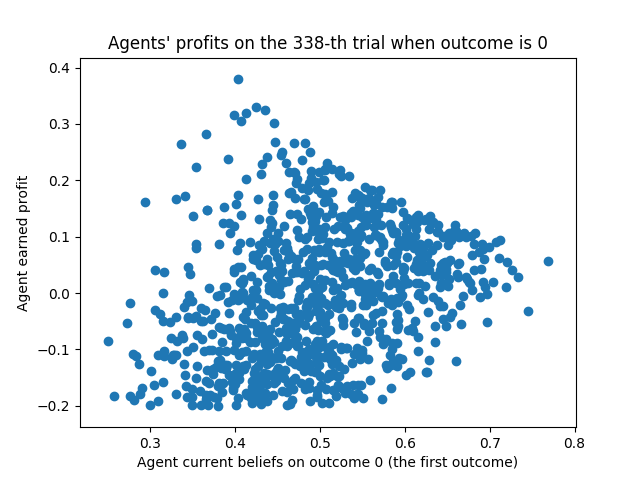 Agents' profits on the 338-th trial when outcome is 0
0.4
0.3
0.2
0.1
0.0
−0.1
−0.2
Agent earned profit
0.3 0.4 0.5 0.6 0.7 0.8
Agent current beliefs on outcome 0 (the first outcome)